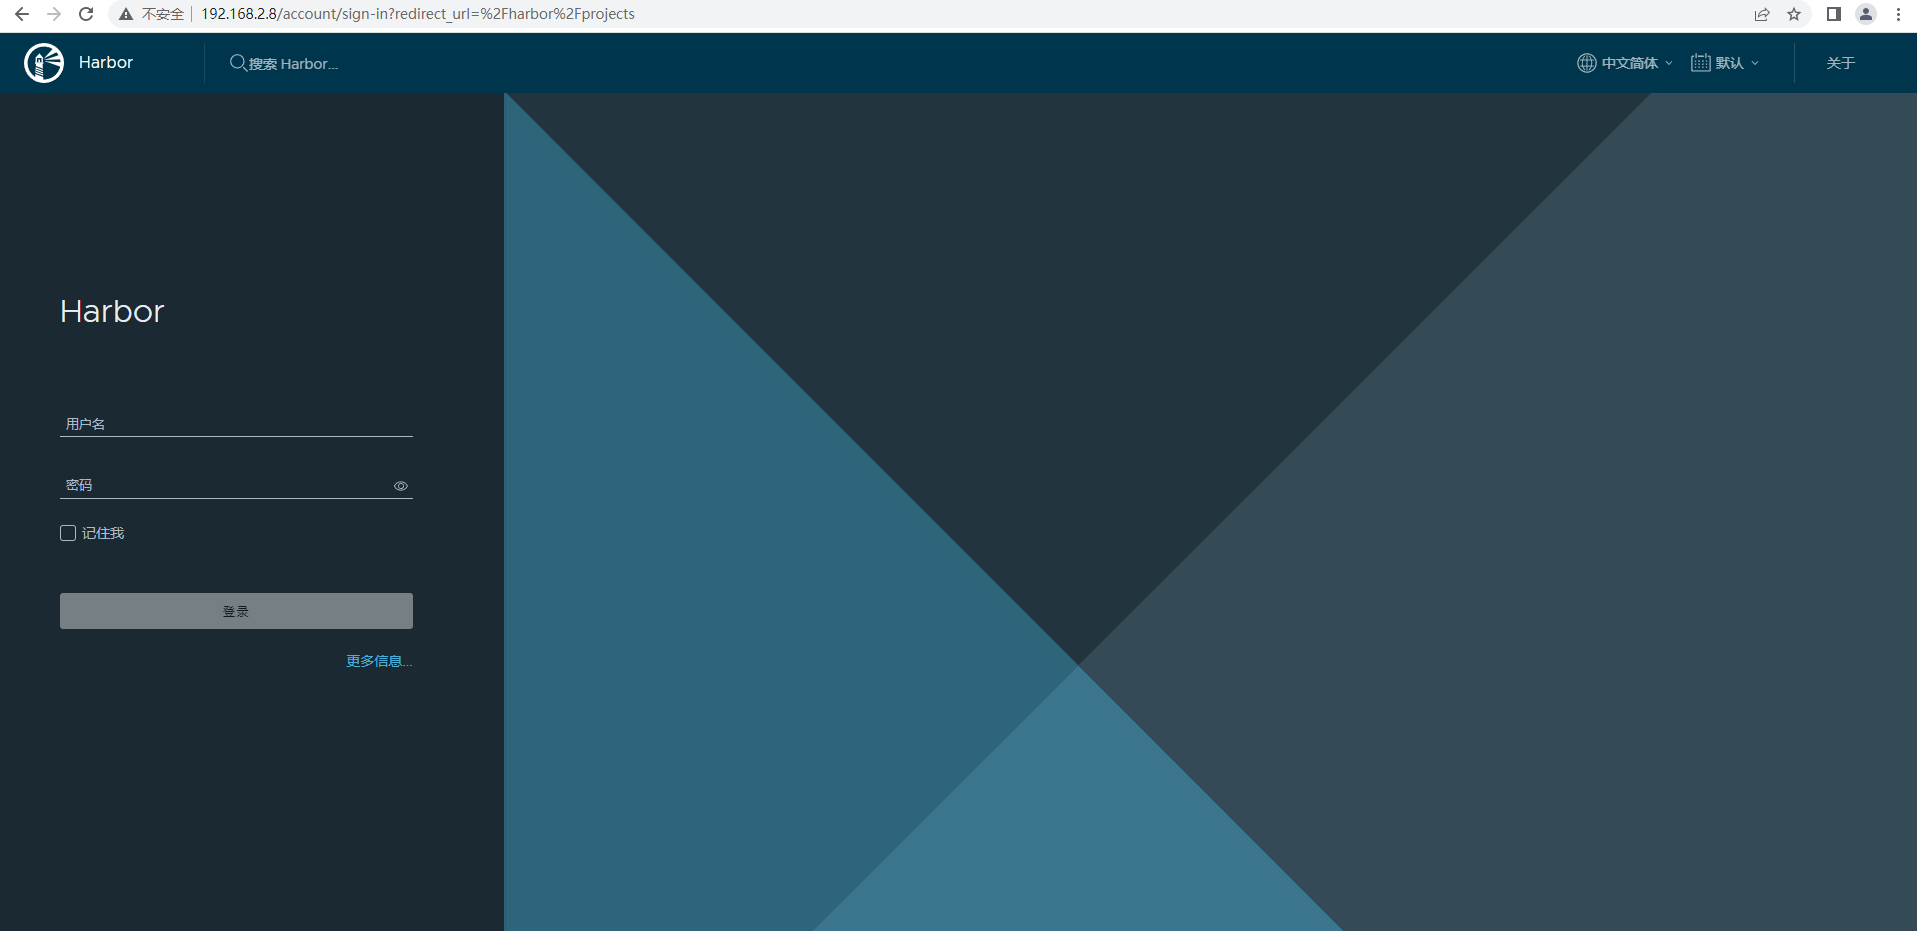 不安全 192.168.2.8/account/sign-in?redirect_url=%2Fharbor%2Fprojects
Harbor 搜索 Harbor... 中文简体 默认 关于
Harbor
用户名
密码
记住我
登录
更多信息...